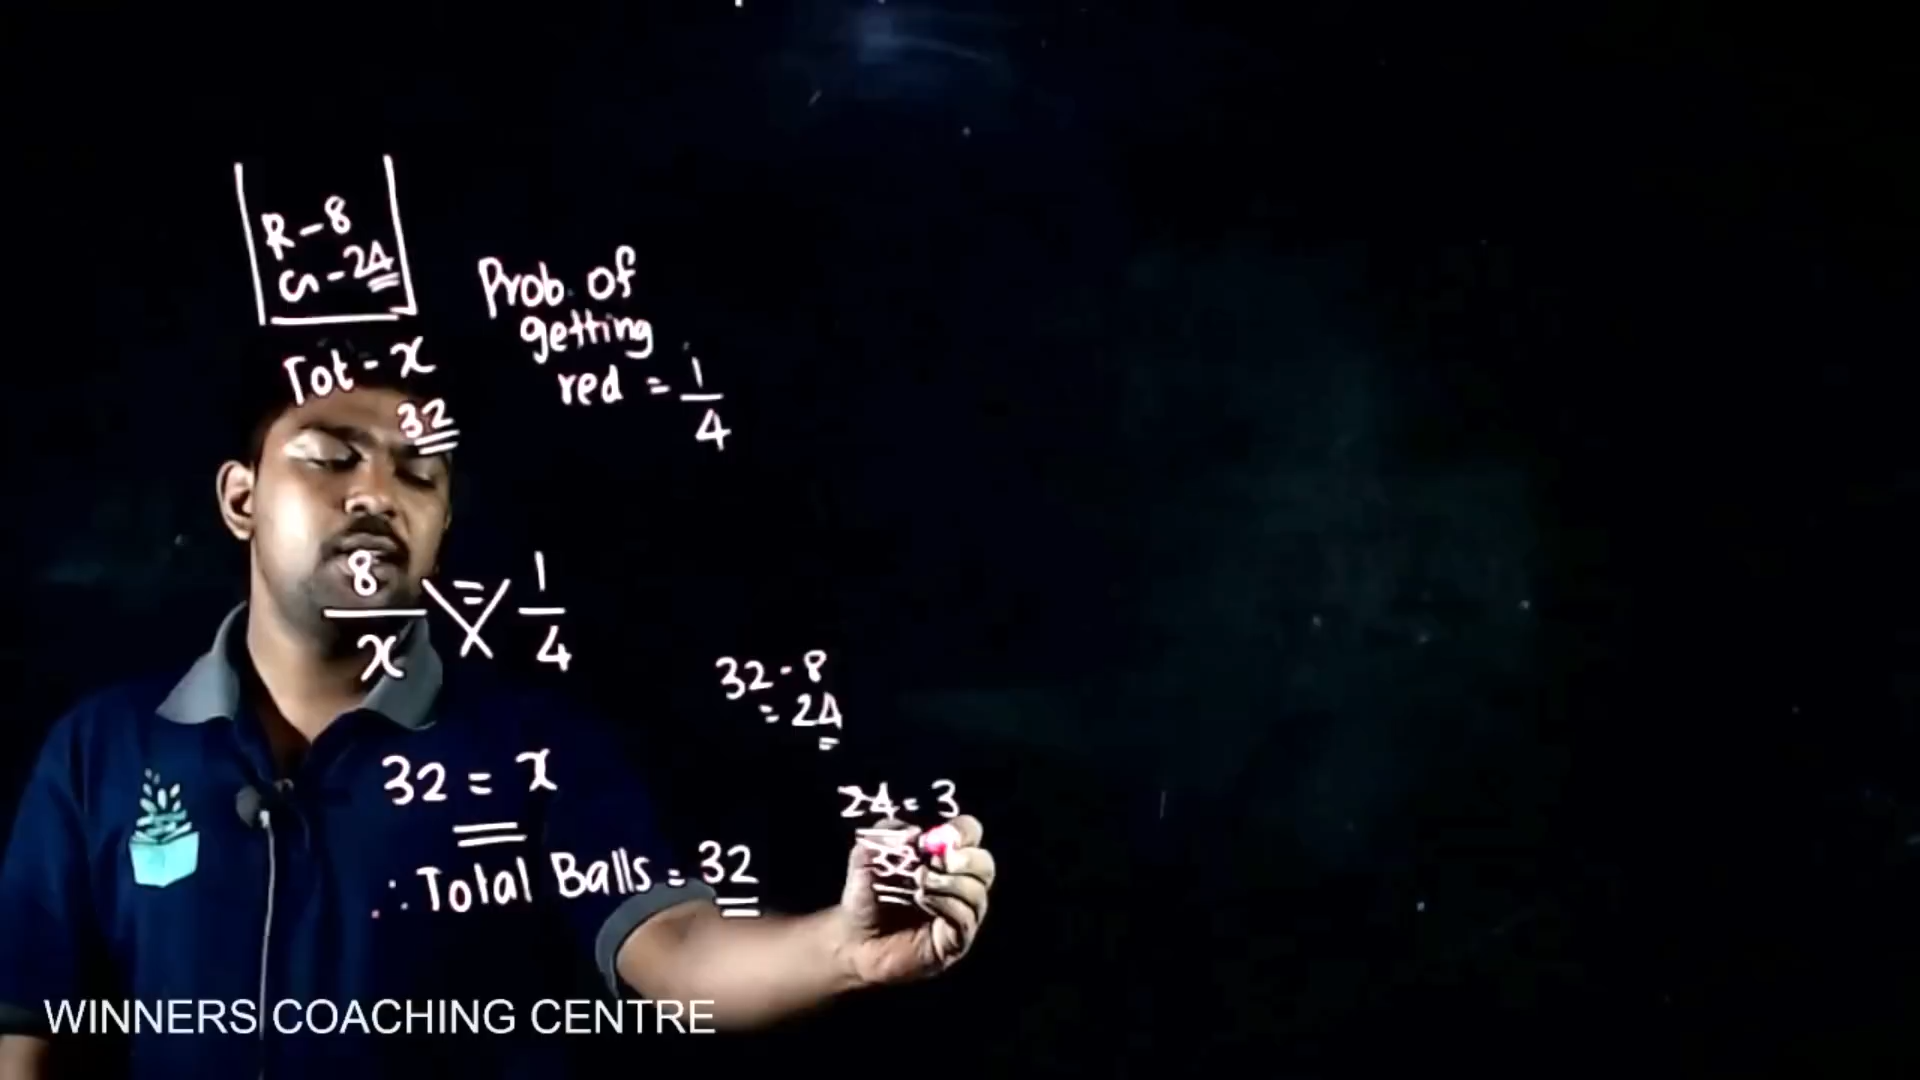 R - 8
G - 24
Tot - x
32
Prob. of
getting
red = 1/4
8/x = 1/4
32 - 8
= 24
32 = x
24 = 3
32
∴ Total Balls = 32
WINNERS COACHING CENTRE